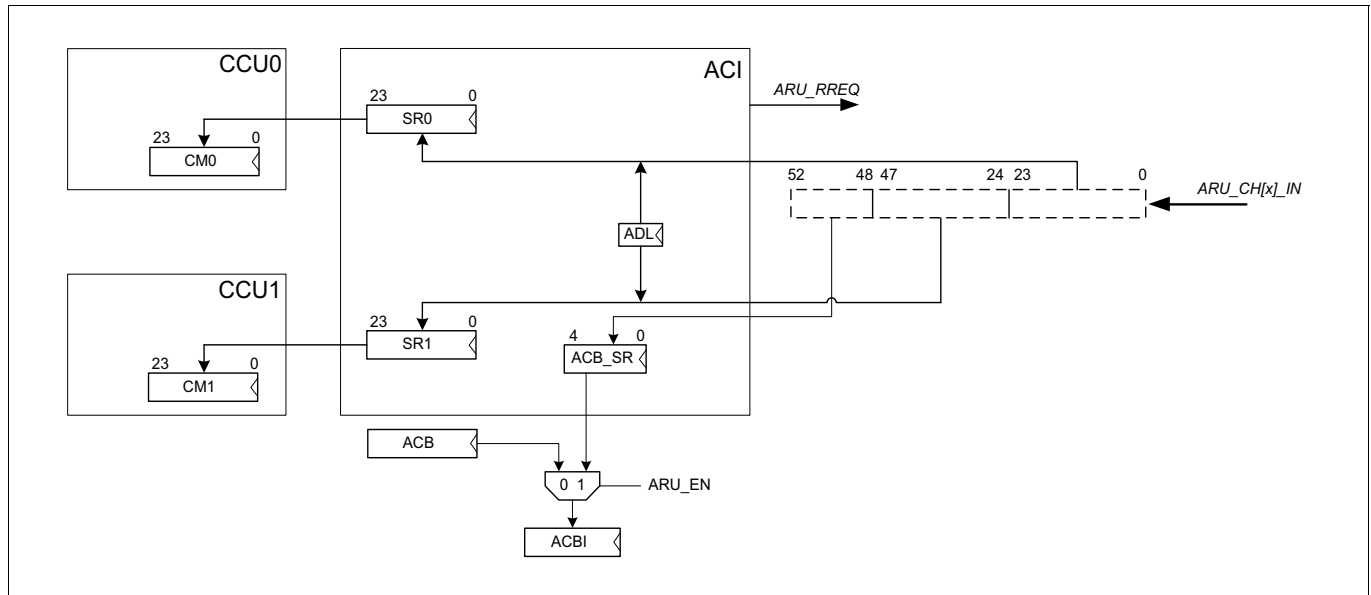 CCU0
ACI
ARU_RREQ
23 0
SR0
23 0
CM0
52 48 47 24 23 0
ARU_CH[x]_IN
ADL
CCU1
23 0
SR1
4 0
ACB_SR
23 0
CM1
ACB
0 1
ARU_EN
ACBI